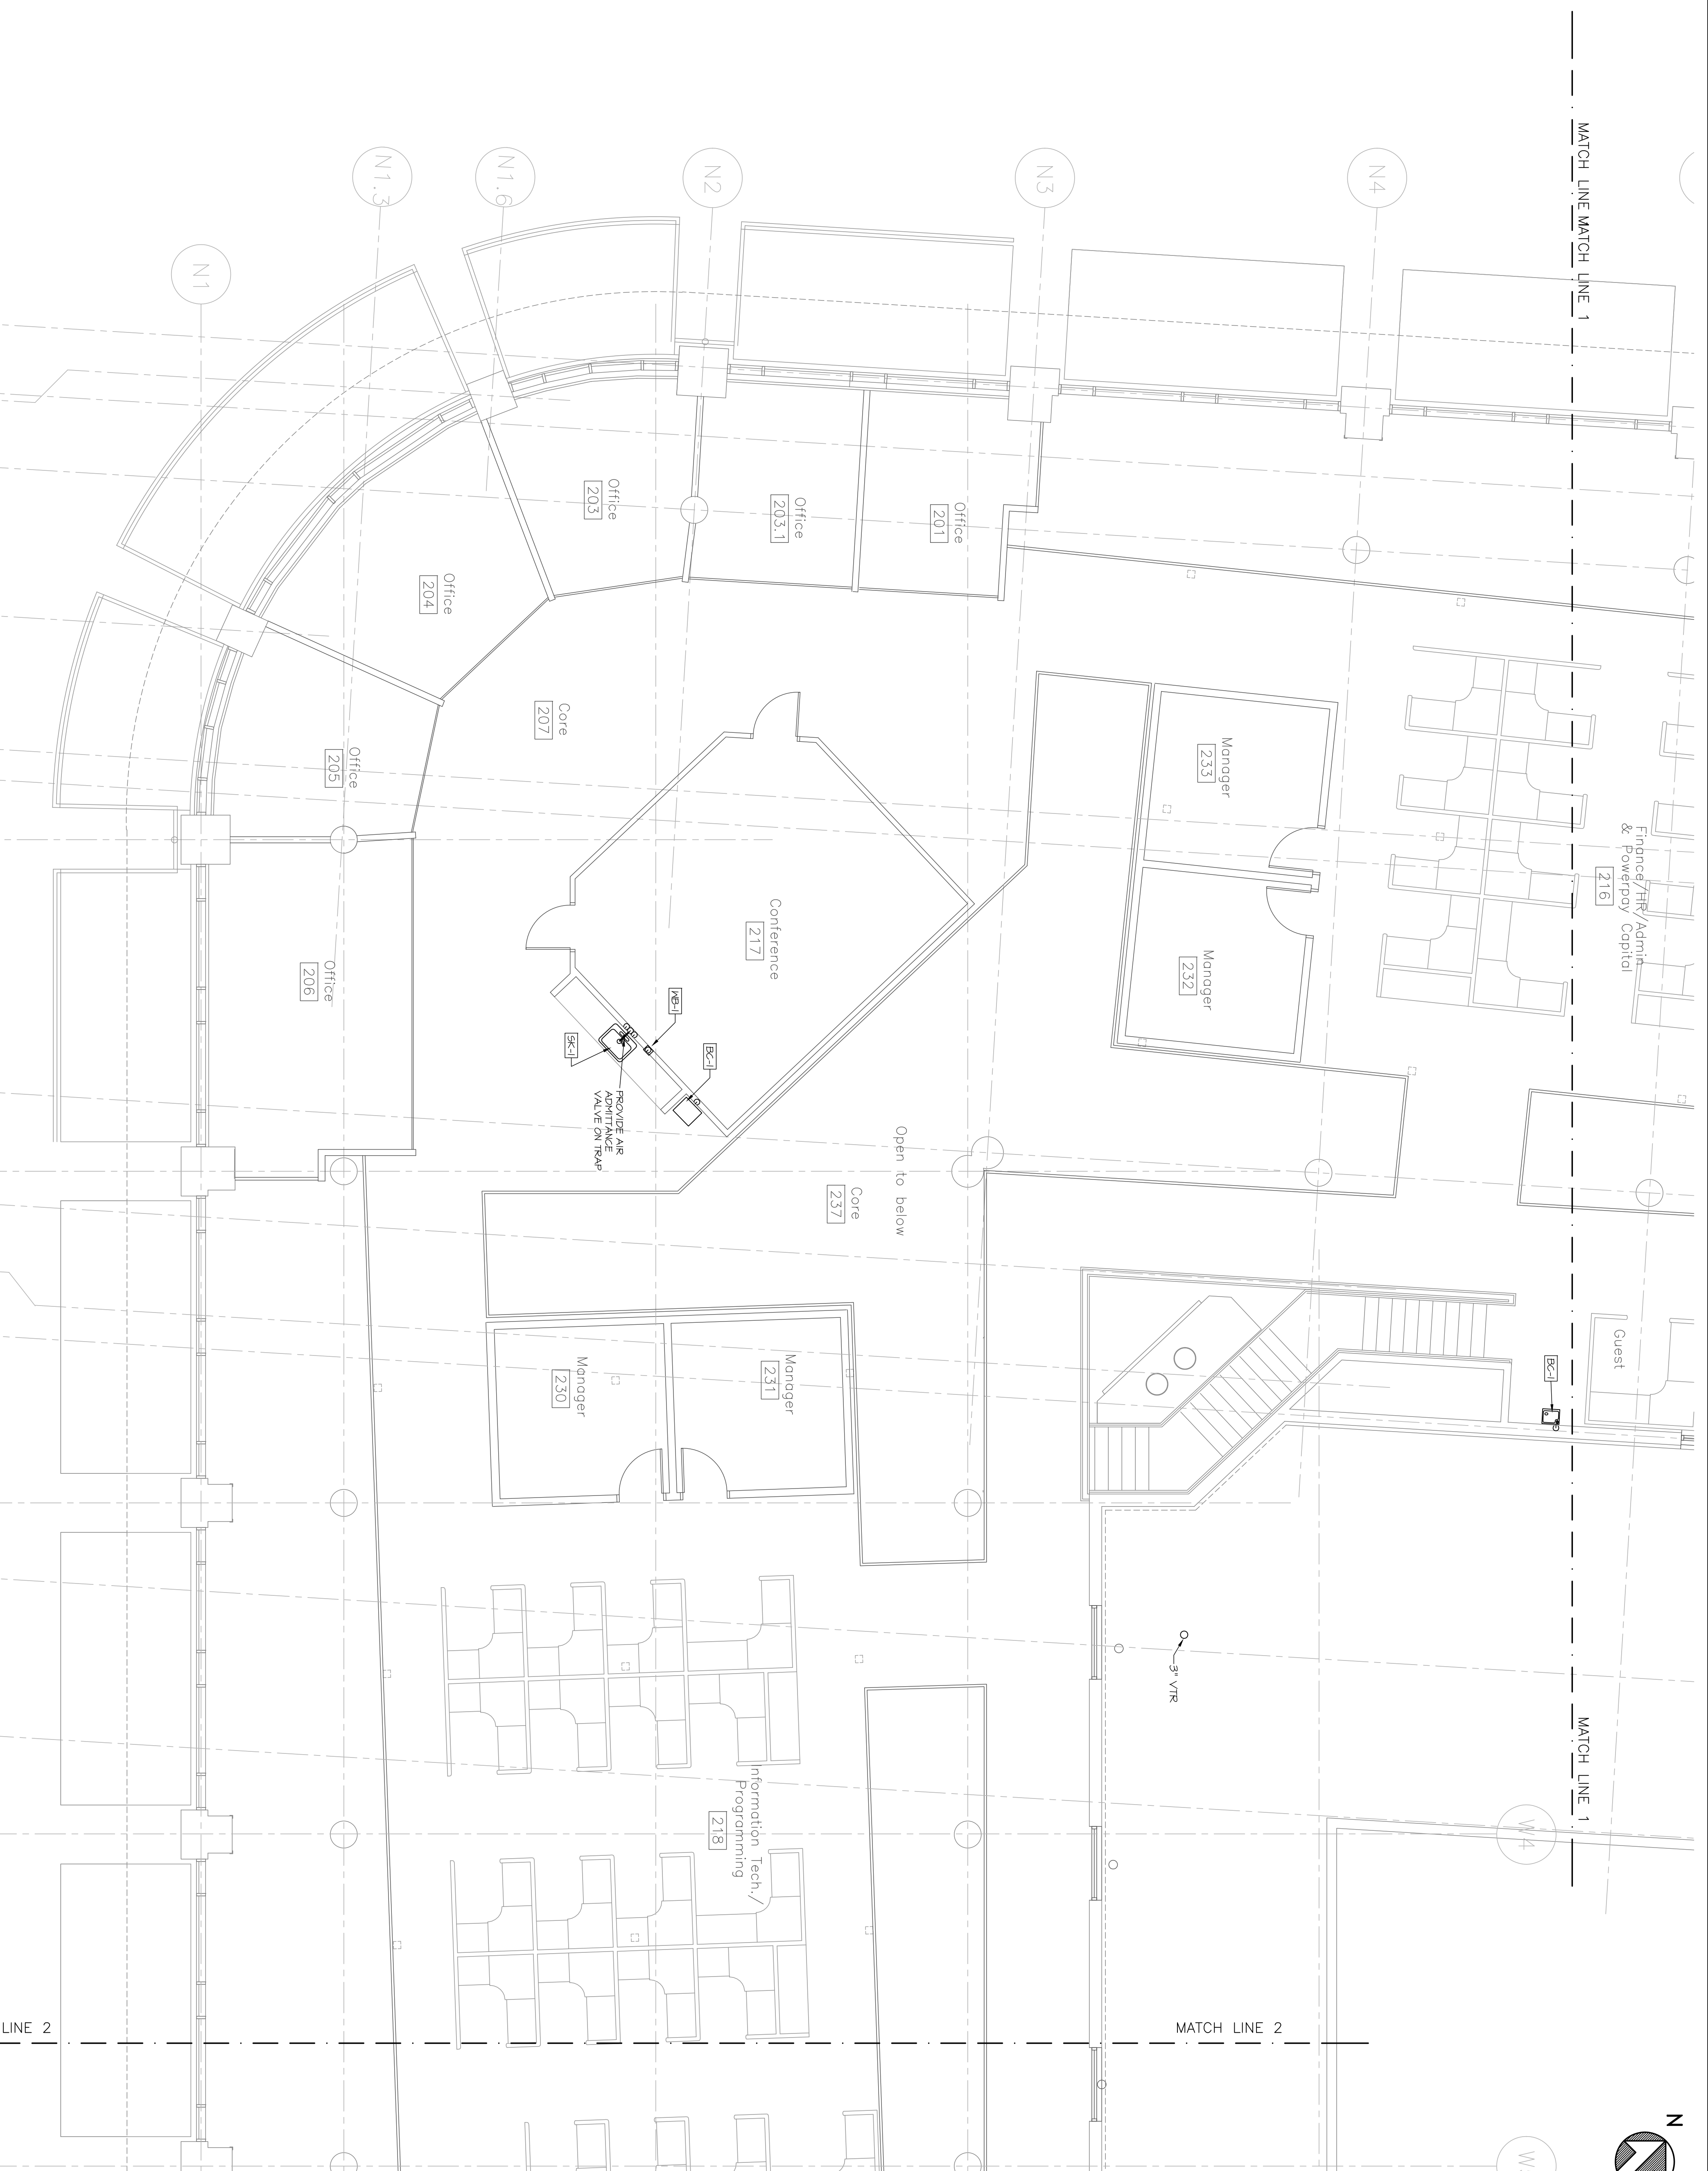 MATCH LINE
MATCH LINE 1
N1
N1.3
N1.6
N2
N3
N4
Office
203
Office
203.1
Office
201
Office
204
Core
207
Office
205
Office
206
Conference
217
Manager
233
Manager
232
Finance/HR/Admin
& Powerpay Capital
216
WB-1
BC-1
SK-1
PROVIDE AIR
ADMITTANCE
VALVE ON TRAP
Open to below
Core
237
Guest
BC-1
Manager
231
Manager
230
3" VTR
MATCH LINE 1
W4
Information Tech./
Programming
218
LINE 2
MATCH LINE 2
N